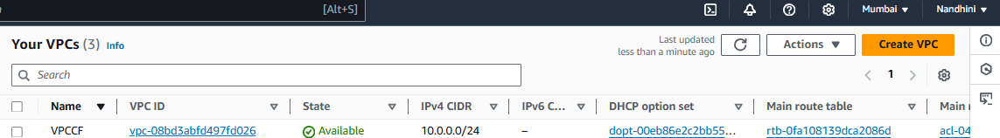 [Alt+S] Mumbai Nandhini
Your VPCs (3) Info Last updated less than a minute ago Actions Create VPC
Search
1
Name VPC ID State IPv4 CIDR IPv6 C... DHCP option set Main route table Main
VPCCF vpc-08bd3abfd497fd026 Available 10.0.0.0/24 – dopt-00eb86e2c2bb55... rtb-0fa108139dca2086d acl-04